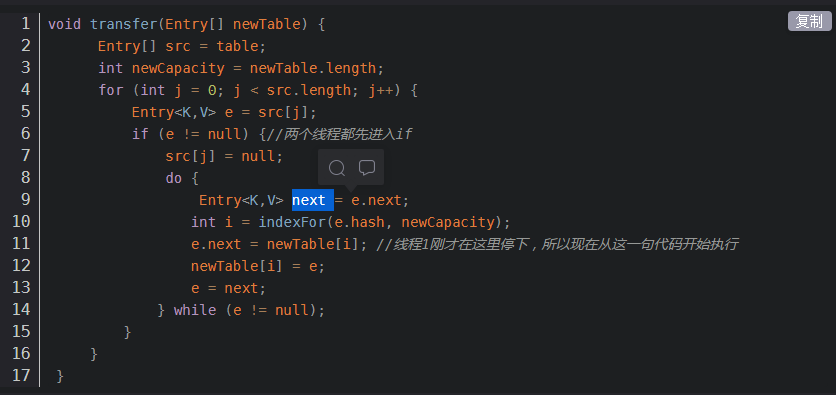 复制
1 void transfer(Entry[] newTable) {
2 Entry[] src = table;
3 int newCapacity = newTable.length;
4 for (int j = 0; j < src.length; j++) {
5 Entry<K,V> e = src[j];
6 if (e != null) {//两个线程都先进入if
7 src[j] = null;
8 do {
9 Entry<K,V> next = e.next;
10 int i = indexFor(e.hash, newCapacity);
11 e.next = newTable[i]; //线程1刚才在这里停下，所以现在从这一句代码开始执行
12 newTable[i] = e;
13 e = next;
14 } while (e != null);
15 }
16 }
17 }